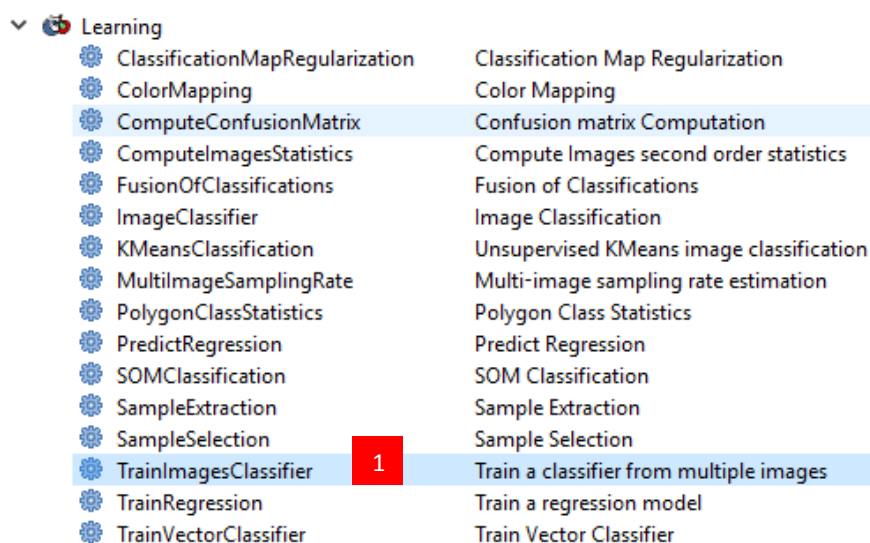 Learning
ClassificationMapRegularization Classification Map Regularization
ColorMapping Color Mapping
ComputeConfusionMatrix Confusion matrix Computation
ComputeImagesStatistics Compute Images second order statistics
FusionOfClassifications Fusion of Classifications
ImageClassifier Image Classification
KMeansClassification Unsupervised KMeans image classification
MultiImageSamplingRate Multi-image sampling rate estimation
PolygonClassStatistics Polygon Class Statistics
PredictRegression Predict Regression
SOMClassification SOM Classification
SampleExtraction Sample Extraction
SampleSelection Sample Selection
TrainImagesClassifier 1 Train a classifier from multiple images
TrainRegression Train a regression model
TrainVectorClassifier Train Vector Classifier